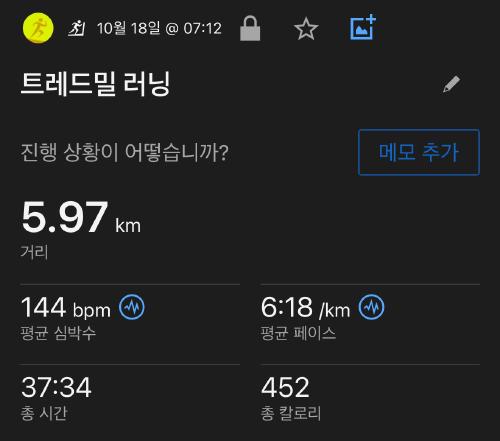 10월 18일 @ 07:12
트레드밀 러닝
진행 상황이 어떻습니까?
메모 추가
5.97 km
거리
144 bpm
6:18 /km
평균 심박수
평균 페이스
37:34
452
총 시간
총 칼로리